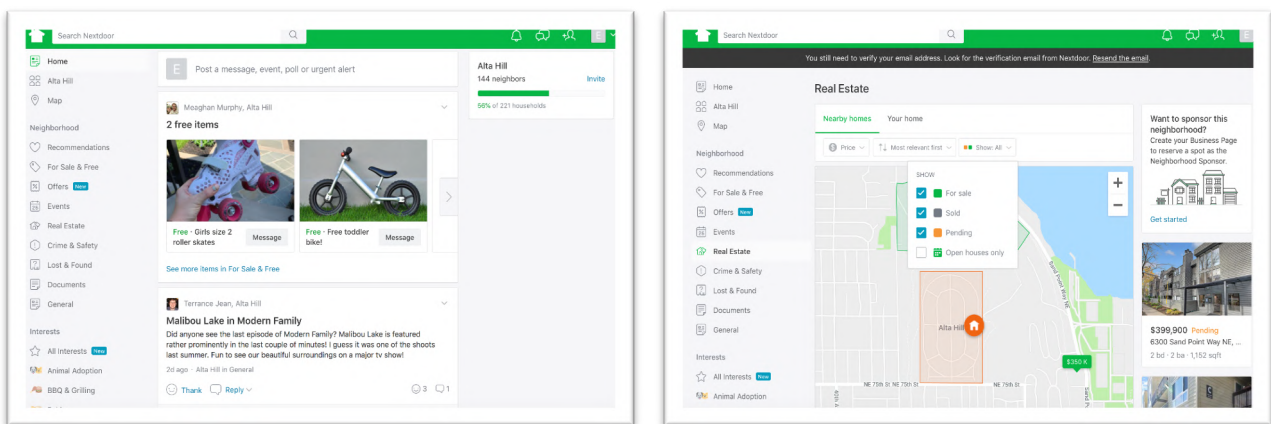 Search Nextdoor
E
Home
Alta Hill
Map
Neighborhood
Recommendations
For Sale & Free
Offers New
Events
Real Estate
Crime & Safety
Lost & Found
Documents
General
Interests
All Interests New
Animal Adoption
BBQ & Grilling
E
Post a message, event, poll or urgent alert
Meaghan Murphy, Alta Hill
2 free items
Free · Girls size 2
roller skates
Message
Free · Free toddler
bike!
Message
See more items in For Sale & Free
Terrance Jean, Alta Hill
Malibou Lake in Modern Family
Did anyone see the last episode of Modern Family? Malibou Lake is featured
rather prominently in the last couple of minutes! I guess it was one of the shoots
last summer. Fun to see our beautiful surroundings on a major tv show!
2d ago · Alta Hill in General
Thank
Reply
3
1
Alta Hill
144 neighbors
Invite
56% of 221 households
Search Nextdoor
E
You still need to verify your email address. Look for the verification email from Nextdoor. Resend the email.
Home
Alta Hill
Map
Neighborhood
Recommendations
For Sale & Free
Offers New
Events
Real Estate
Crime & Safety
Lost & Found
Documents
General
Interests
All Interests New
Animal Adoption
Real Estate
Nearby homes
Your home
Price
Most relevant first
Show: All
SHOW
For sale
Sold
Pending
Open houses only
+
−
Sand Point Way NE
Alta Hill
$350 K
NE 75th St NE 75th St
NE 75th St
Want to sponsor this
neighborhood?
Create your Business Page
to reserve a spot as the
Neighborhood Sponsor.
Get started
$399,900 Pending
6300 Sand Point Way NE, ...
2 bd · 2 ba · 1,152 sqft